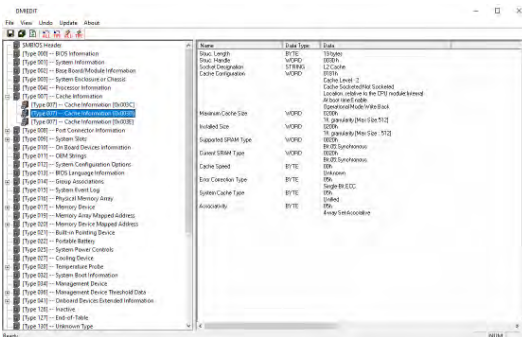 DMIEDIT
File View Undo Update About
SMBIOS Header
[Type 000] -- BIOS Information
[Type 001] -- System Information
[Type 002] -- Base Board/Module Information
[Type 003] -- System Enclosure or Chassis
[Type 004] -- Processor Information
[Type 007] -- Cache Information
[Type 007] -- Cache Information [0x003C]
[Type 007] -- Cache Information [0x003D]
[Type 007] -- Cache Information [0x003E]
[Type 008] -- Port Connector Information
[Type 009] -- System Slots
[Type 010] -- On Board Devices Information
[Type 011] -- OEM Strings
[Type 012] -- System Configuration Options
[Type 013] -- BIOS Language Information
[Type 014] -- Group Associations
[Type 015] -- System Event Log
[Type 016] -- Physical Memory Array
[Type 017] -- Memory Device
[Type 019] -- Memory Array Mapped Address
[Type 020] -- Memory Device Mapped Address
[Type 021] -- Built-in Pointing Device
[Type 022] -- Portable Battery
[Type 025] -- System Power Controls
[Type 027] -- Cooling Device
[Type 028] -- Temperature Probe
[Type 032] -- System Boot Information
[Type 034] -- Management Device
[Type 036] -- Management Device Threshold Data
[Type 041] -- Onboard Devices Extended Information
[Type 126] -- Inactive
[Type 127] -- End-of-Table
[Type 137] -- Unknown Type
Name Data Type Data
Struc. Length BYTE 19 bytes
Struc. Handle WORD 003Dh
Socket Designation STRING L2 Cache
Cache Configuration WORD 0181h
Cache Level - 2
Cache Socketed Not Socketed
Location, relative to the CPU module Internal
At boot time Enable
Operational Mode Write Back
Maximum Cache Size WORD 0200h
1K granularity [Max Size 512]
Installed Size WORD 0200h
1K granularity [Max Size : 512]
Supported SRAM Type WORD 0020h
Bit.05 Synchronous
Current SRAM Type WORD 0020h
Bit.05 Synchronous
Cache Speed BYTE 00h
Unknown
Error Correction Type BYTE 05h
Single-Bit ECC
System Cache Type BYTE 05h
Unified
Associativity BYTE 05h
4-way Set-Associative
Ready
NUM